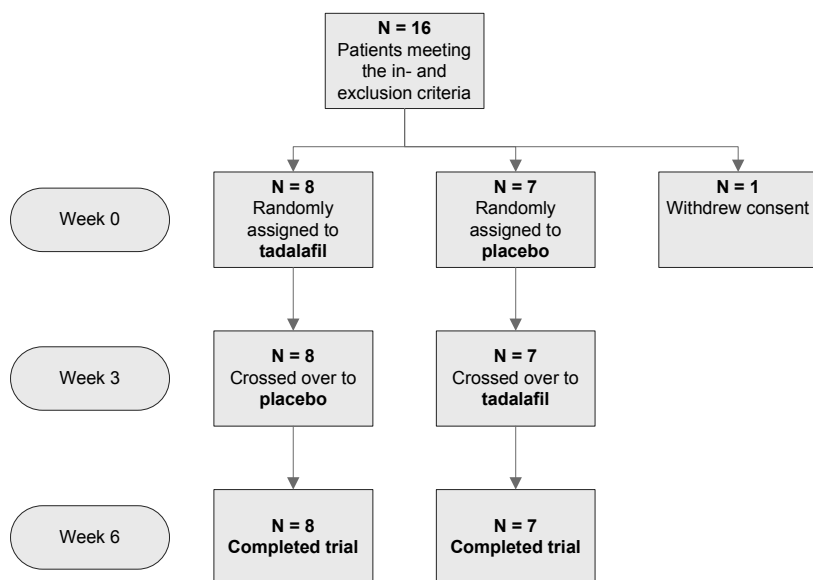 N = 16
Patients meeting
the in- and
exclusion criteria
Week 0
N = 8
Randomly
assigned to
tadalafil
N = 7
Randomly
assigned to
placebo
N = 1
Withdrew consent
Week 3
N = 8
Crossed over to
placebo
N = 7
Crossed over to
tadalafil
Week 6
N = 8
Completed trial
N = 7
Completed trial